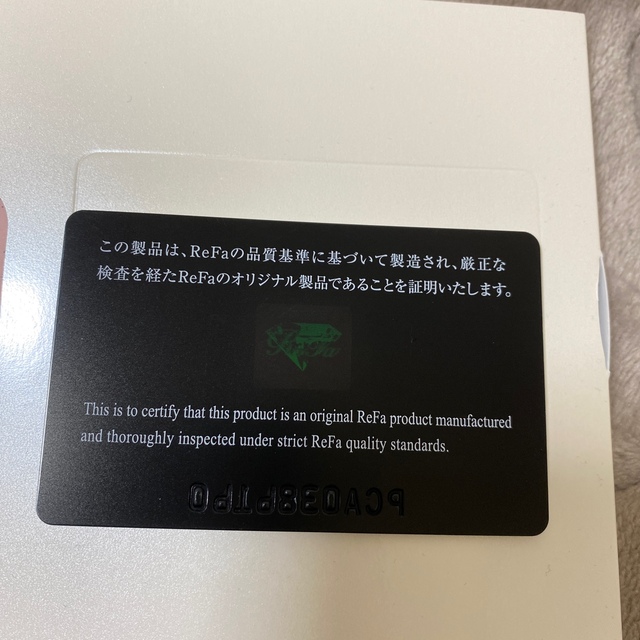 この製品は、ReFaの品質基準に基づいて製造され、厳正な
検査を経たReFaのオリジナル製品であることを証明いたします。
ReFa
This is to certify that this product is an original ReFa product manufactured
and thoroughly inspected under strict ReFa quality standards.